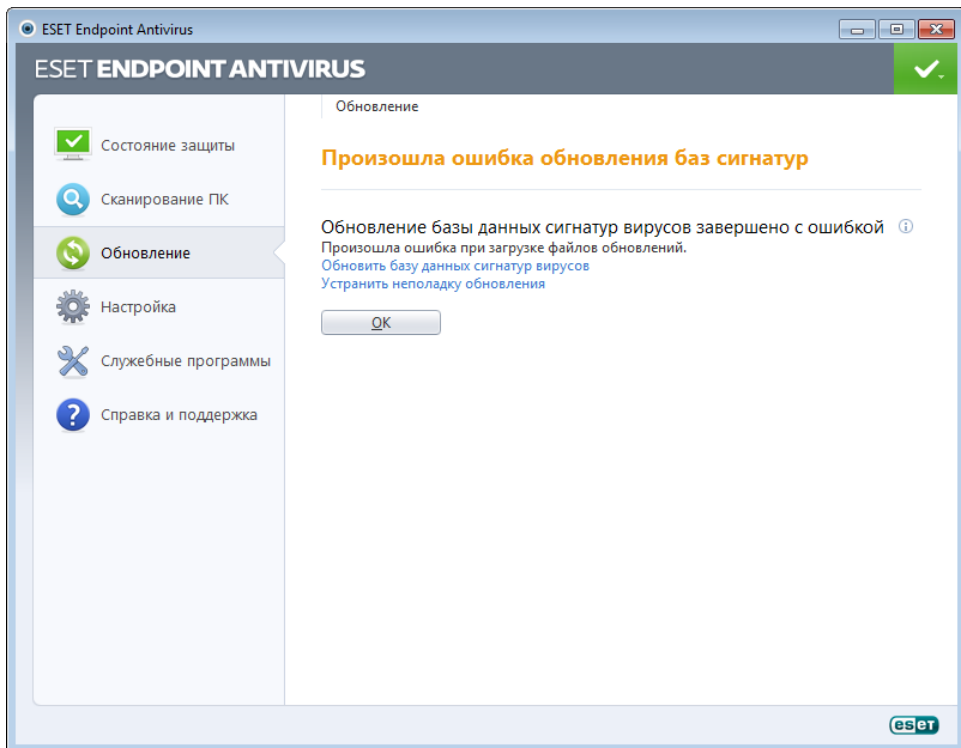 ESET Endpoint Antivirus
ESET ENDPOINT ANTIVIRUS
Состояние защиты
Сканирование ПК
Обновление
Настройка
Служебные программы
Справка и поддержка
Обновление
Произошла ошибка обновления баз сигнатур
Обновление базы данных сигнатур вирусов завершено с ошибкой
Произошла ошибка при загрузке файлов обновлений.
Обновить базу данных сигнатур вирусов
Устранить неполадку обновления
OK
eseT